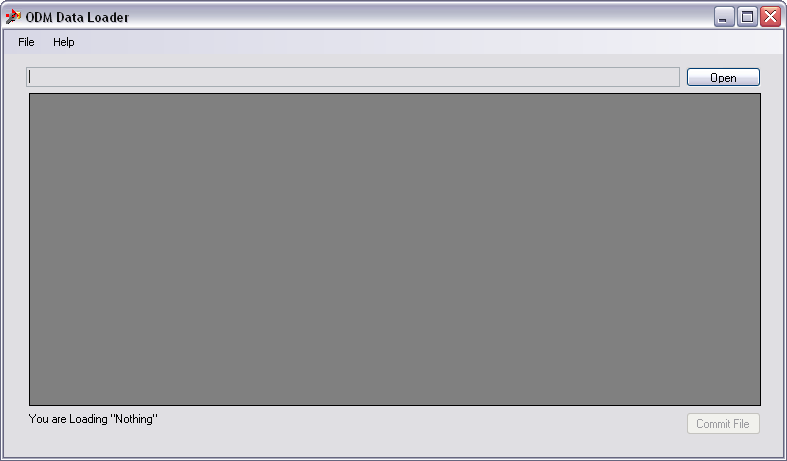 ODM Data Loader
File Help
Open
You are Loading "Nothing"
Commit File